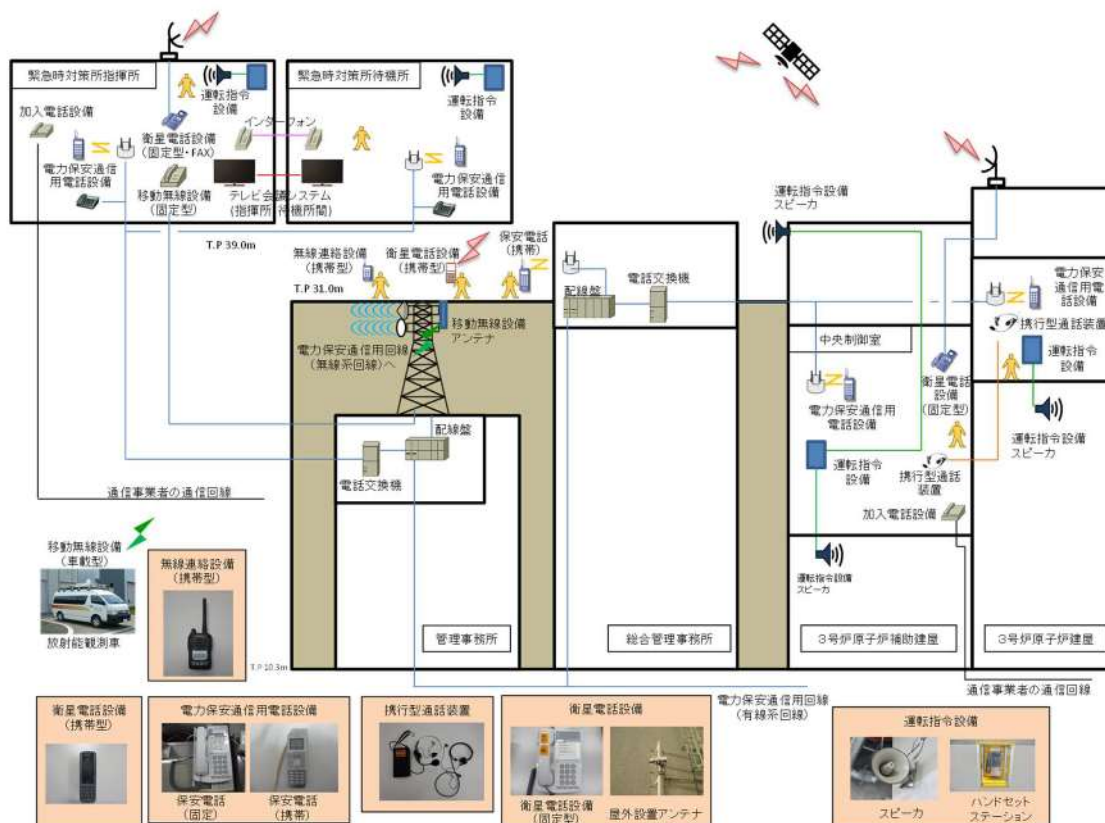 緊急時対策所指揮所
緊急時対策所待機所
加入電話設備
運転指令
設備
インターフォン
運転指令
設備
衛星電話設備
(固定型・FAX)
電力保安通信
用電話設備
移動無線設備
(固定型)
テレビ会議システム
(指揮所・待機所間)
電力保安通信
用電話設備
T.P 39.0m
無線連絡設備
(携帯型)
衛星電話設備
(携帯型)
保安電話
(携帯)
T.P 31.0m
移動無線設備
アンテナ
電力保安通信用回線
(無線系回線)へ
配線盤
電話交換機
配線盤
電話交換機
運転指令設備
スピーカ
中央制御室
電力保安通信用
電話設備
衛星電話
設備
(固定型)
運転指令
設備
携行型通話
装置
加入電話設備
運転指令設備
スピーカ
電力保安
通信用電
話設備
携行型通話装置
運転指令
設備
運転指令設備
スピーカ
通信事業者の通信回線
移動無線設備
(車載型)
放射能観測車
無線連絡設備
(携帯型)
管理事務所
総合管理事務所
3号炉原子炉補助建屋
3号炉原子炉建屋
T.P 10.3m
通信事業者の通信回線
電力保安通信用回線
(有線系回線)
衛星電話設備
(携帯型)
電力保安通信用電話設備
保安電話
(固定)
保安電話
(携帯)
携行型通話装置
衛星電話設備
衛星電話設備
(固定型)
屋外設置アンテナ
運転指令設備
スピーカ
ハンドセット
ステーション